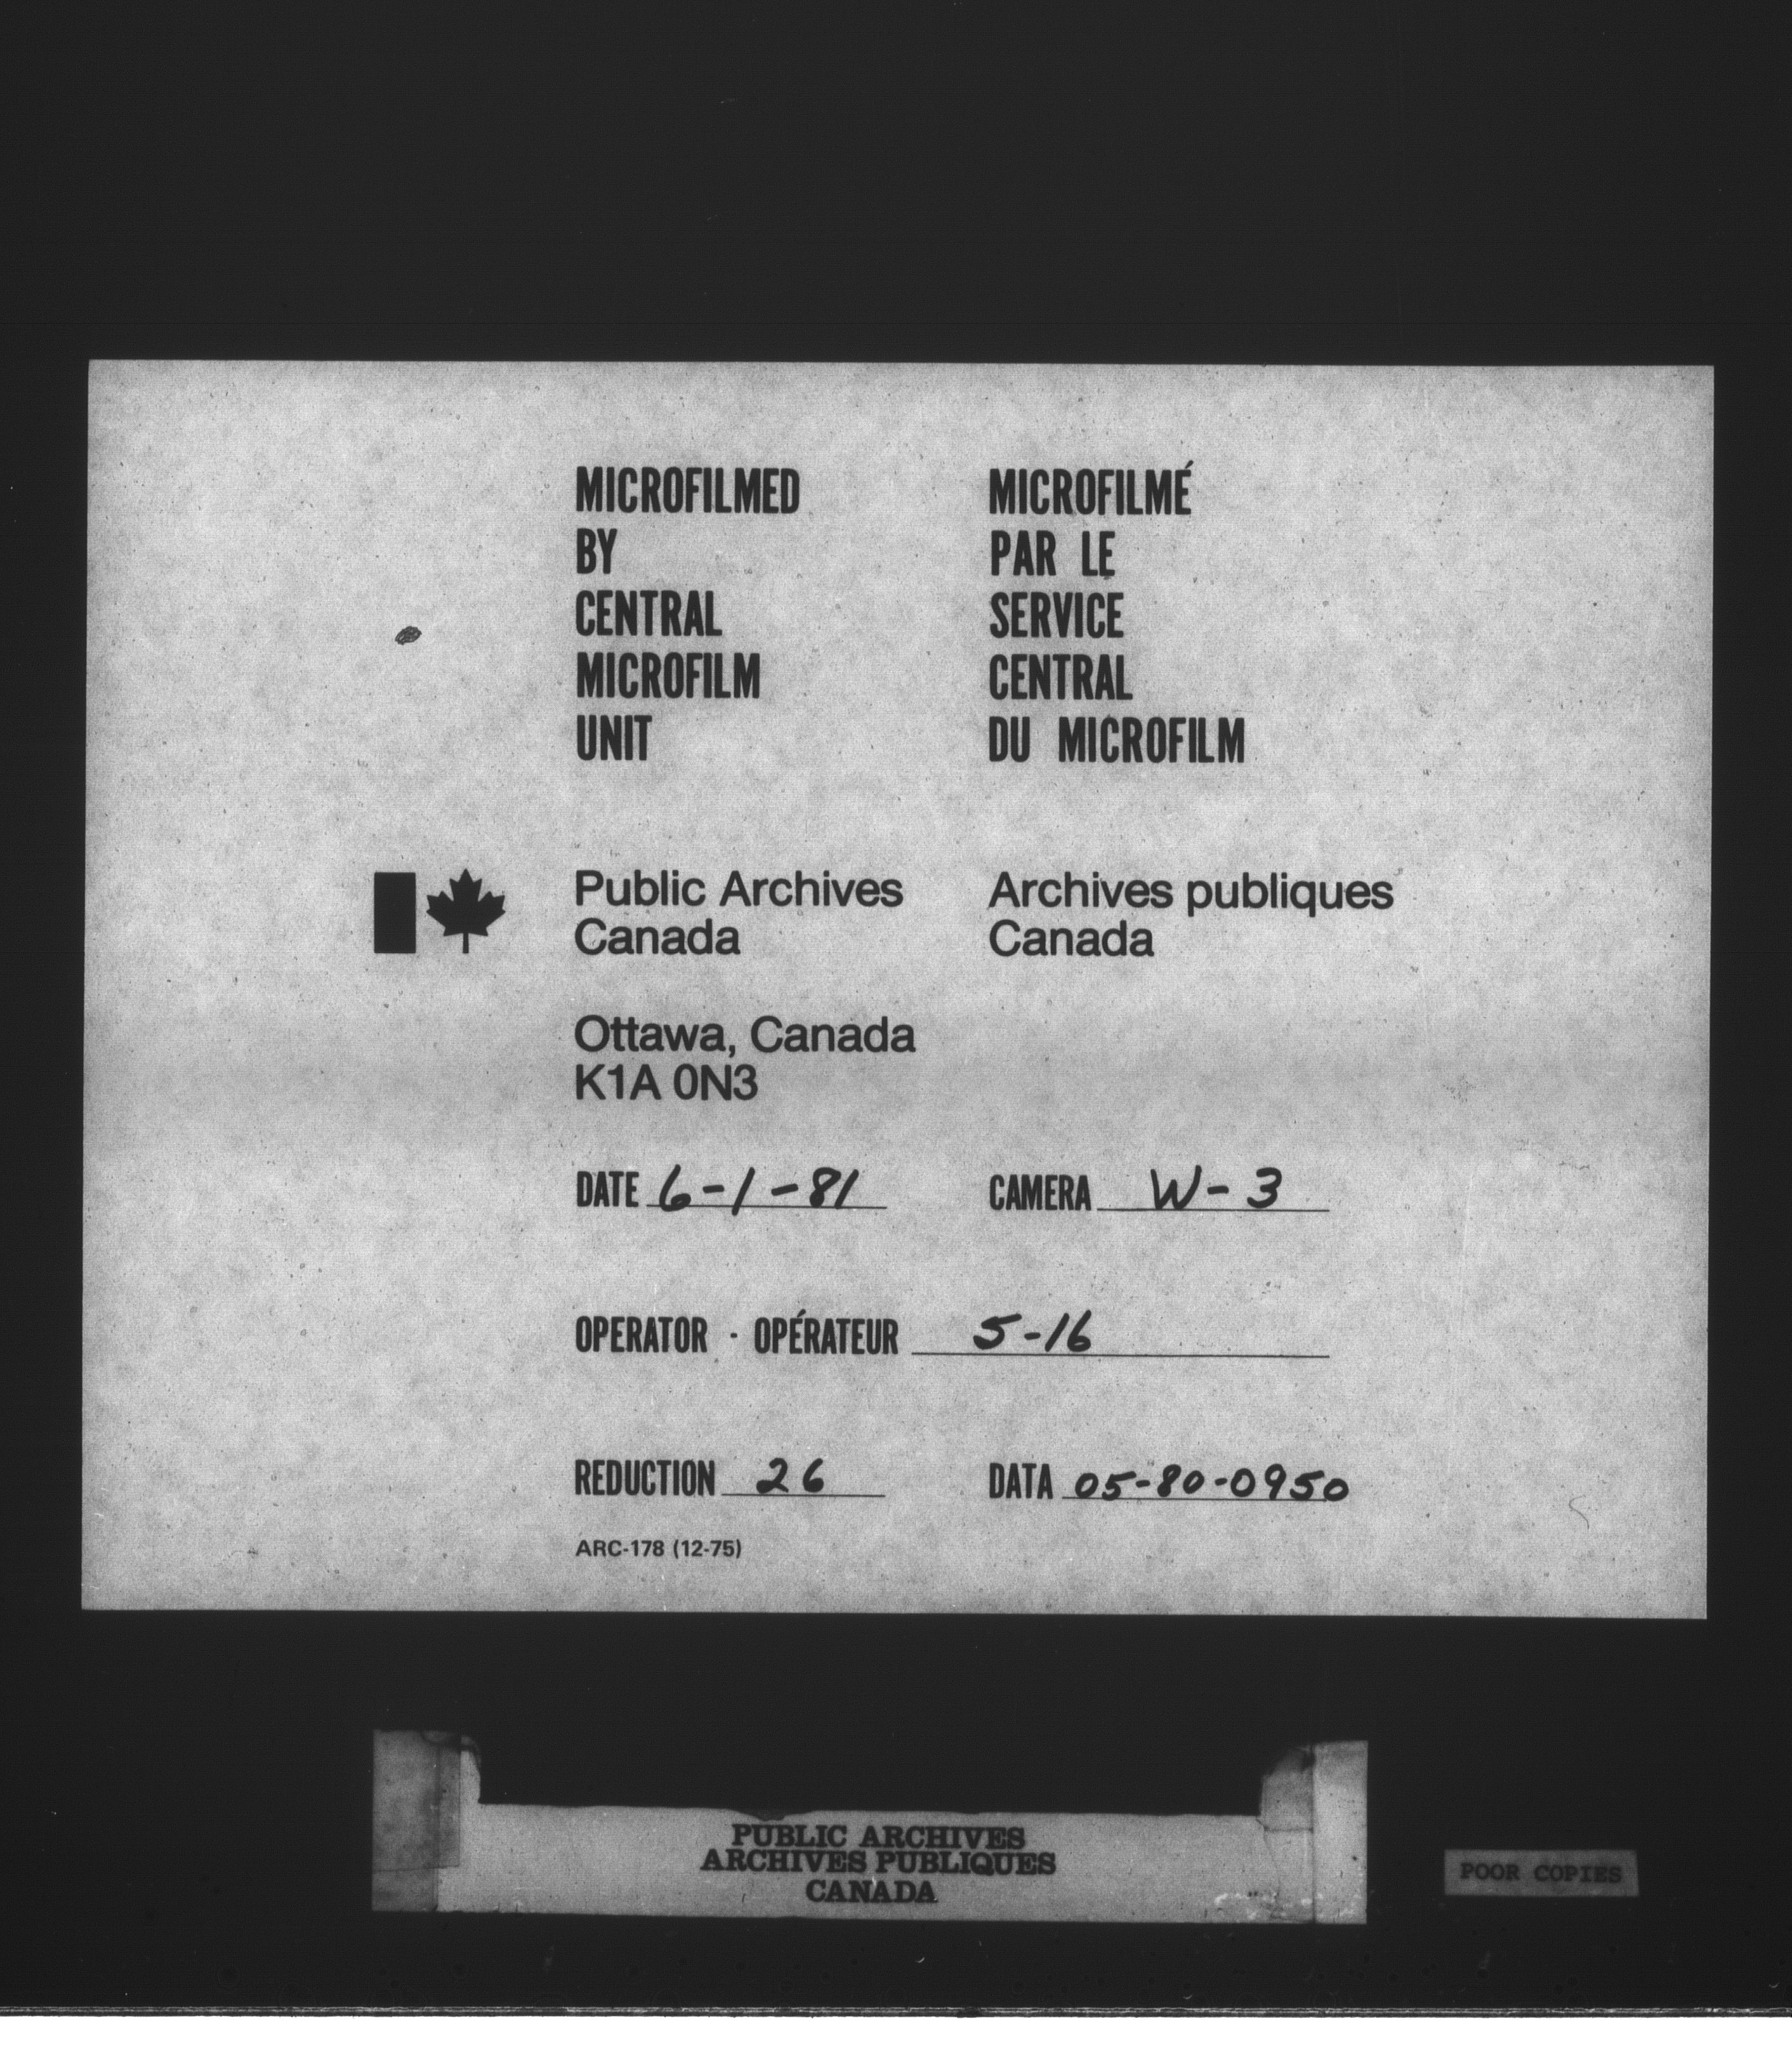 MICROFILMED
BY
CENTRAL
MICROFILM
UNIT
MICROFILMÉ
PAR LE
SERVICE
CENTRAL
DU MICROFILM
Public Archives
Canada
Archives publiques
Canada
Ottawa, Canada
K1A 0N3
DATE 6-1-81
CAMERA W-3
OPERATOR - OPÉRATEUR 5-16
REDUCTION 26
DATA 05-80-0950
ARC-178 (12-75)
PUBLIC ARCHIVES
ARCHIVES PUBLIQUES
CANADA
POOR COPIES